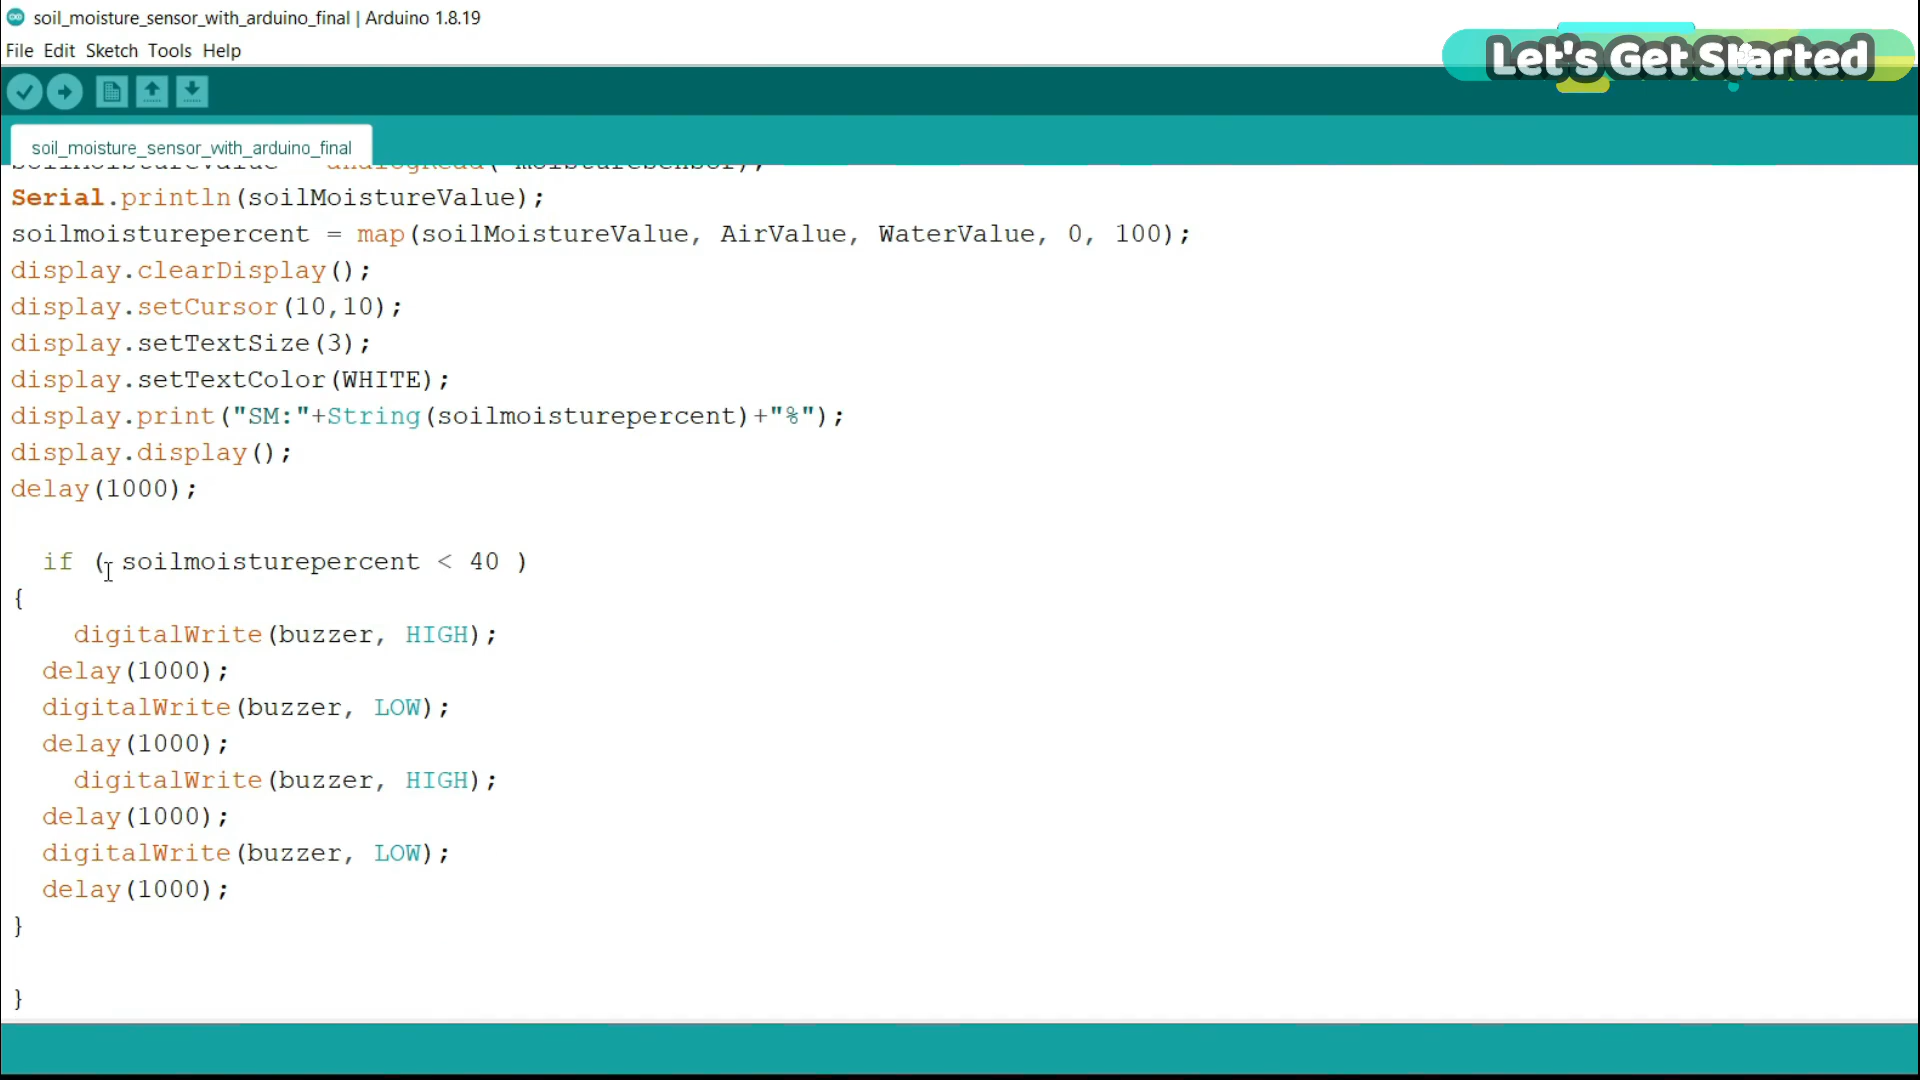 soil_moisture_sensor_with_arduino_final | Arduino 1.8.19
File Edit Sketch Tools Help
Let's Get Started
soil_moisture_sensor_with_arduino_final
soilMoistureValue = analogRead( moistureSensor);
Serial.println(soilMoistureValue);
soilmoisturepercent = map(soilMoistureValue, AirValue, WaterValue, 0, 100);
display.clearDisplay();
display.setCursor(10,10);
display.setTextSize(3);
display.setTextColor(WHITE);
display.print("SM:"+String(soilmoisturepercent)+"%");
display.display();
delay(1000);
if ( soilmoisturepercent < 40 )
{
digitalWrite(buzzer, HIGH);
delay(1000);
digitalWrite(buzzer, LOW);
delay(1000);
digitalWrite(buzzer, HIGH);
delay(1000);
digitalWrite(buzzer, LOW);
delay(1000);
}
}